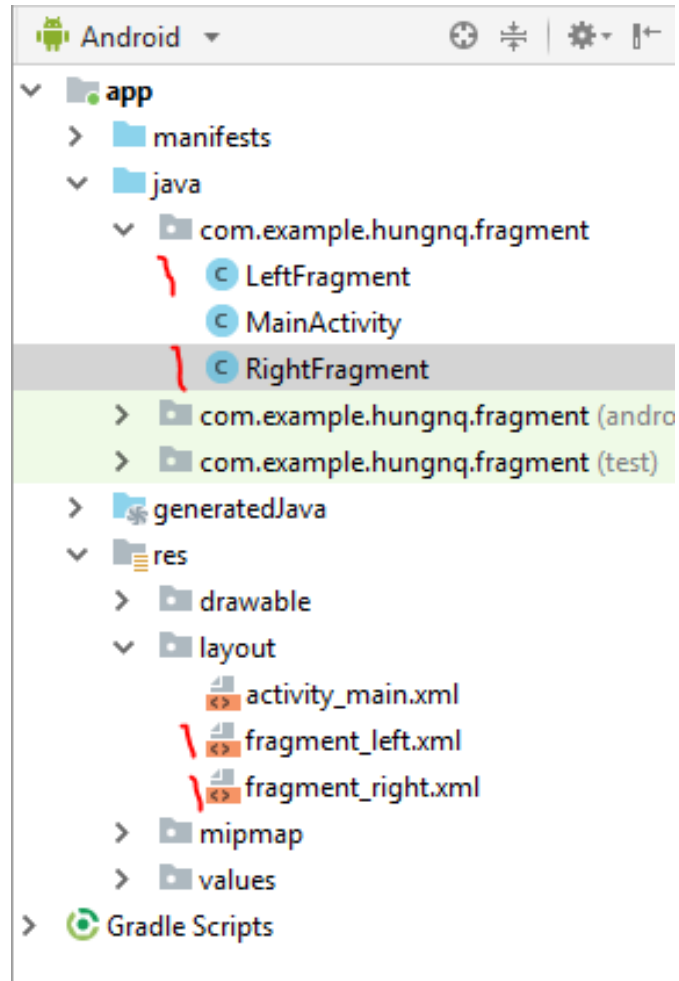 Android
app
manifests
java
com.example.hungnq.fragment
C LeftFragment
C MainActivity
C RightFragment
com.example.hungnq.fragment (andro
com.example.hungnq.fragment (test)
generatedJava
res
drawable
layout
activity_main.xml
fragment_left.xml
fragment_right.xml
mipmap
values
Gradle Scripts